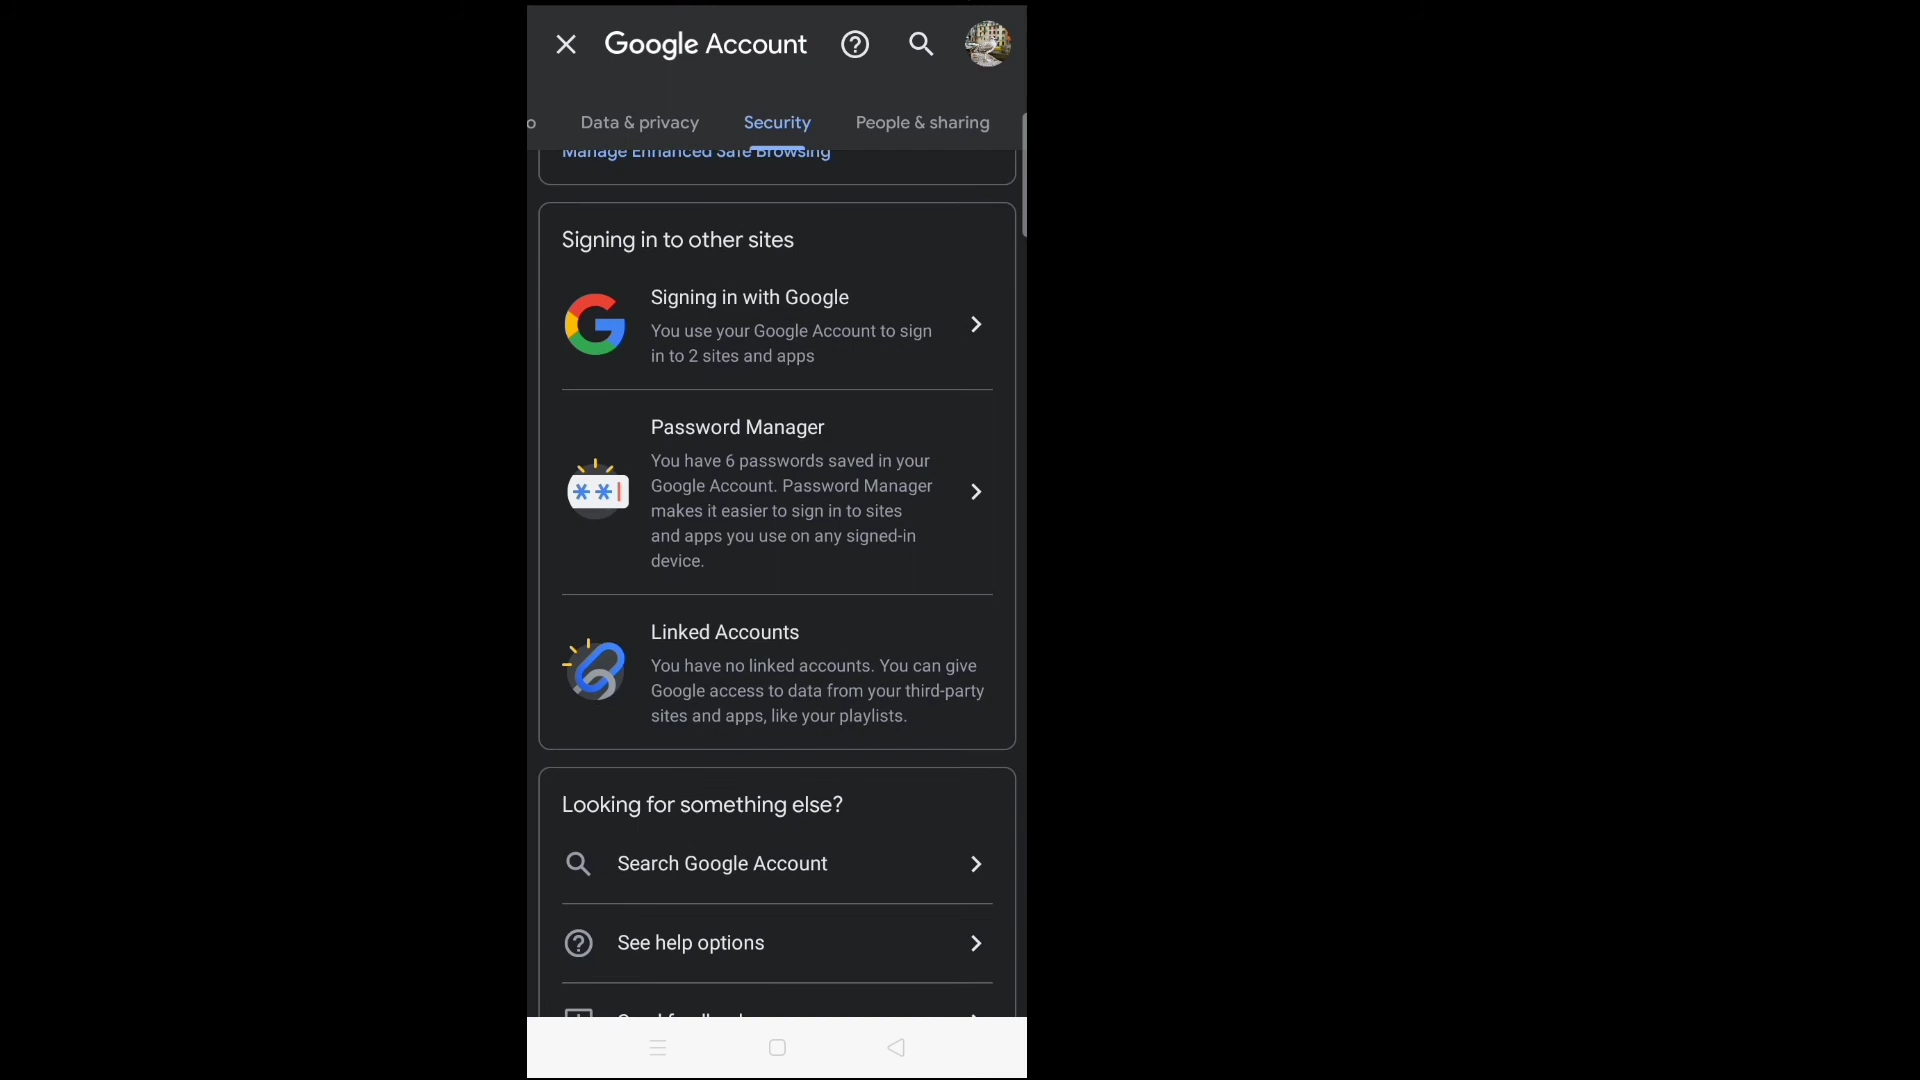 Google Account
o Data & privacy Security People & sharing
Manage Enhanced Safe Browsing
Signing in to other sites
Signing in with Google
You use your Google Account to sign
in to 2 sites and apps
Password Manager
You have 6 passwords saved in your
Google Account. Password Manager
makes it easier to sign in to sites
and apps you use on any signed-in
device.
Linked Accounts
You have no linked accounts. You can give
Google access to data from your third-party
sites and apps, like your playlists.
Looking for something else?
Search Google Account
See help options
Send feedback